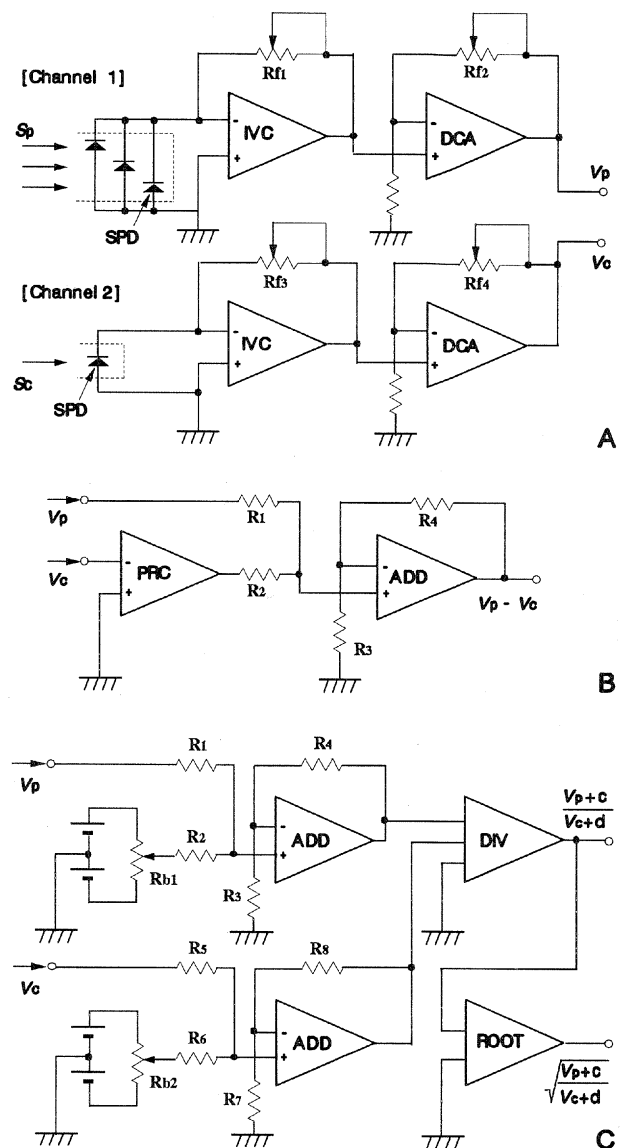 [Channel 1]
Rf1
Rf2
Sp
-
IVC
+
-
DCA
+
SPD
Vp
[Channel 2]
Rf3
Rf4
Vc
-
IVC
+
-
DCA
+
Sc
SPD
A
Vp
R1
R4
Vc
-
PRC
+
R2
-
ADD
+
Vp - Vc
R3
B
R1
R4
Vp
-
ADD
+
DIV
Vp+c
Vc+d
R2
Rb1
R3
R5
R8
Vc
-
ADD
+
ROOT
R6
Rb2
R7
√
Vp+c
Vc+d
C